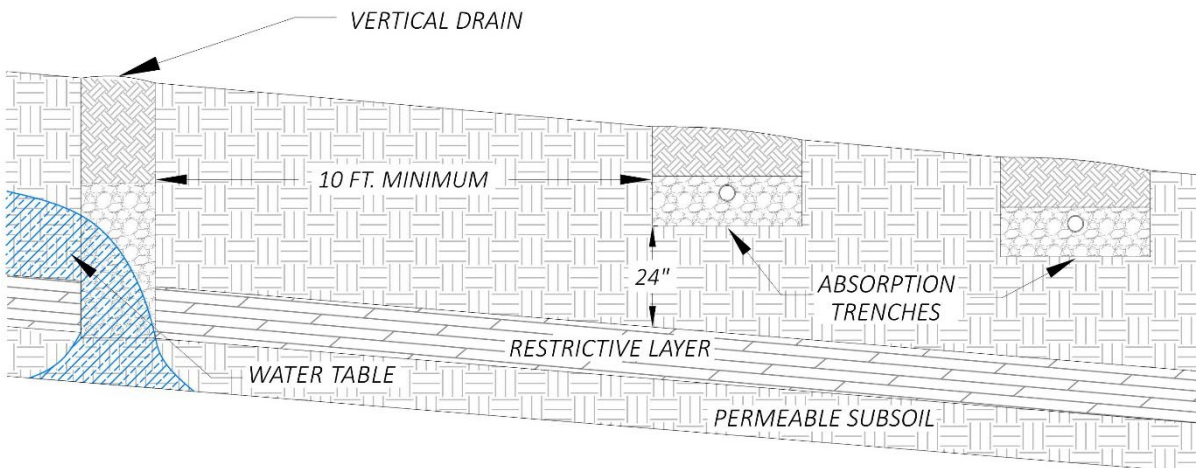 VERTICAL DRAIN
10 FT. MINIMUM
24"
ABSORPTION
TRENCHES
RESTRICTIVE LAYER
WATER TABLE
PERMEABLE SUBSOIL